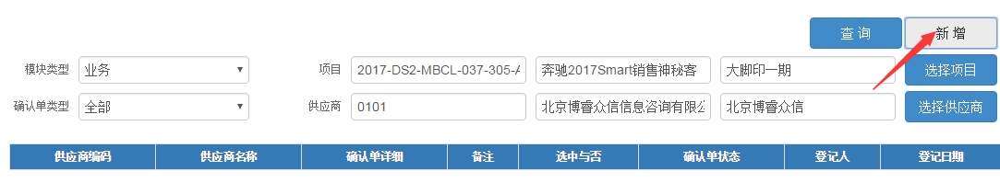 查 询 新 增
模块类型 业务 项目 2017-DS2-MBCL-037-305-A 奔驰2017Smart销售神秘客 大脚印一期 选择项目
确认单类型 全部 供应商 0101 北京博睿众信信息咨询有限公 北京博睿众信 选择供应商
供应商编码 供应商名称 确认单详细 备注 选中与否 确认单状态 登记人 登记日期